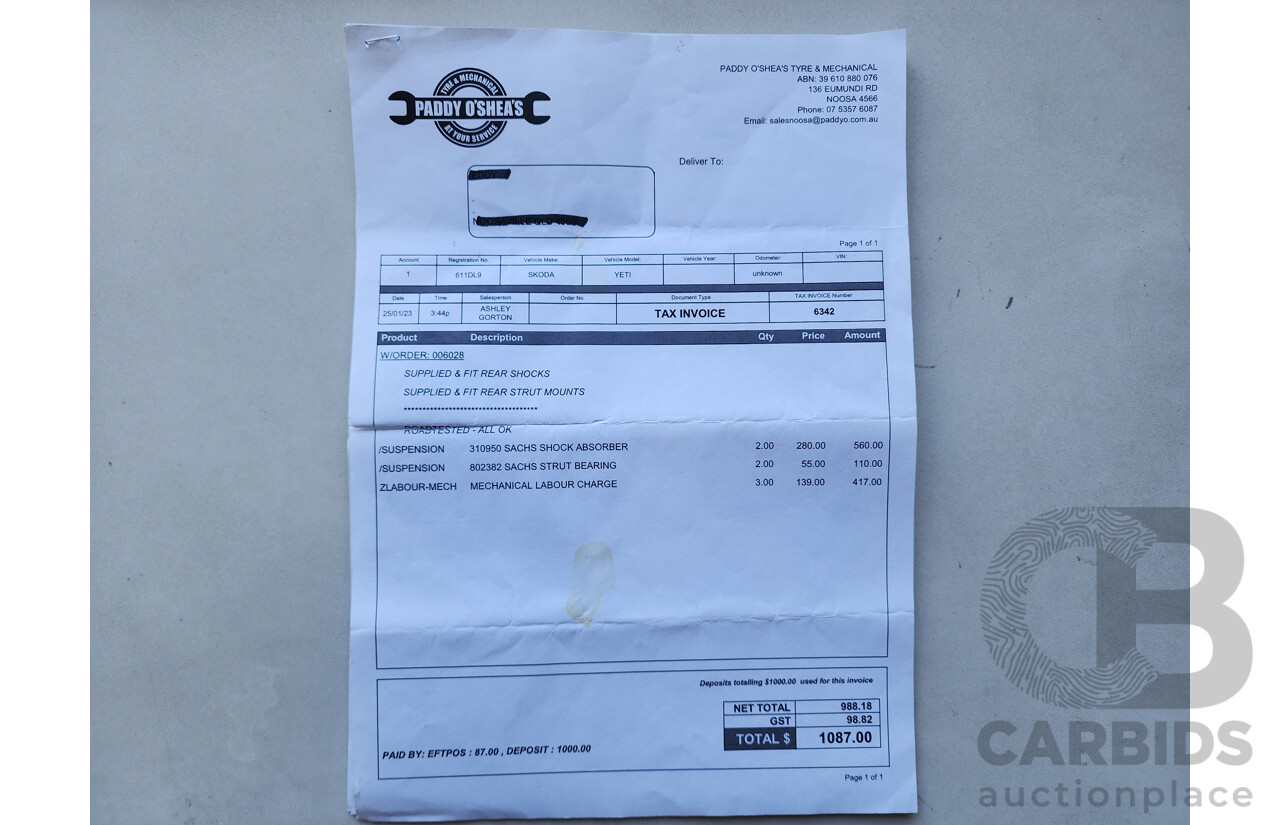 TYRE & MECHANICAL
PADDY O'SHEA'S
AT YOUR SERVICE
PADDY O'SHEA'S TYRE & MECHANICAL
ABN: 39 610 880 076
136 EUMUNDI RD
NOOSA 4566
Phone: 07 5357 6087
Email: salesnoosa@paddyo.com.au
Deliver To:
Page 1 of 1
Account Registration No. Vehicle Make: Vehicle Model: Vehicle Year: Odometer: VIN:
1 611DL9 SKODA YETI unknown
Date Time Salesperson Order No. Document Type TAX INVOICE Number
25/01/23 3:44p ASHLEY GORTON TAX INVOICE 6342
Product Description Qty Price Amount
W/ORDER: 006028
SUPPLIED & FIT REAR SHOCKS
SUPPLIED & FIT REAR STRUT MOUNTS
************************************
ROADTESTED - ALL OK
/SUSPENSION 310950 SACHS SHOCK ABSORBER 2.00 280.00 560.00
/SUSPENSION 802382 SACHS STRUT BEARING 2.00 55.00 110.00
ZLABOUR-MECH MECHANICAL LABOUR CHARGE 3.00 139.00 417.00
Deposits totalling $1000.00 used for this invoice
NET TOTAL 988.18
GST 98.82
TOTAL $ 1087.00
PAID BY: EFTPOS : 87.00 , DEPOSIT : 1000.00
Page 1 of 1
CB
CARBIDS
auctionplace